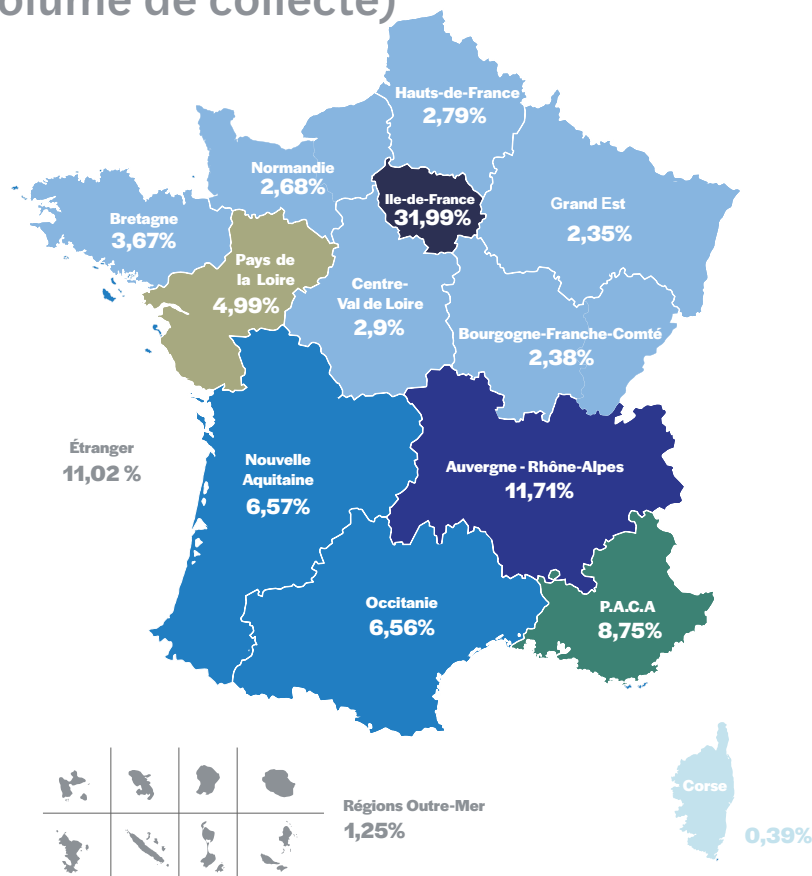 olume de collecte)
Hauts-de-France
2,79%
Normandie
2,68%
Ile-de-France
31,99%
Grand Est
2,35%
Bretagne
3,67%
Pays de
la Loire
4,99%
Centre-
Val de Loire
2,9%
Bourgogne-Franche-Comté
2,38%
Étranger
11,02 %
Nouvelle
Aquitaine
6,57%
Auvergne - Rhône-Alpes
11,71%
Occitanie
6,56%
P.A.C.A
8,75%
Régions Outre-Mer
1,25%
Corse
0,39%